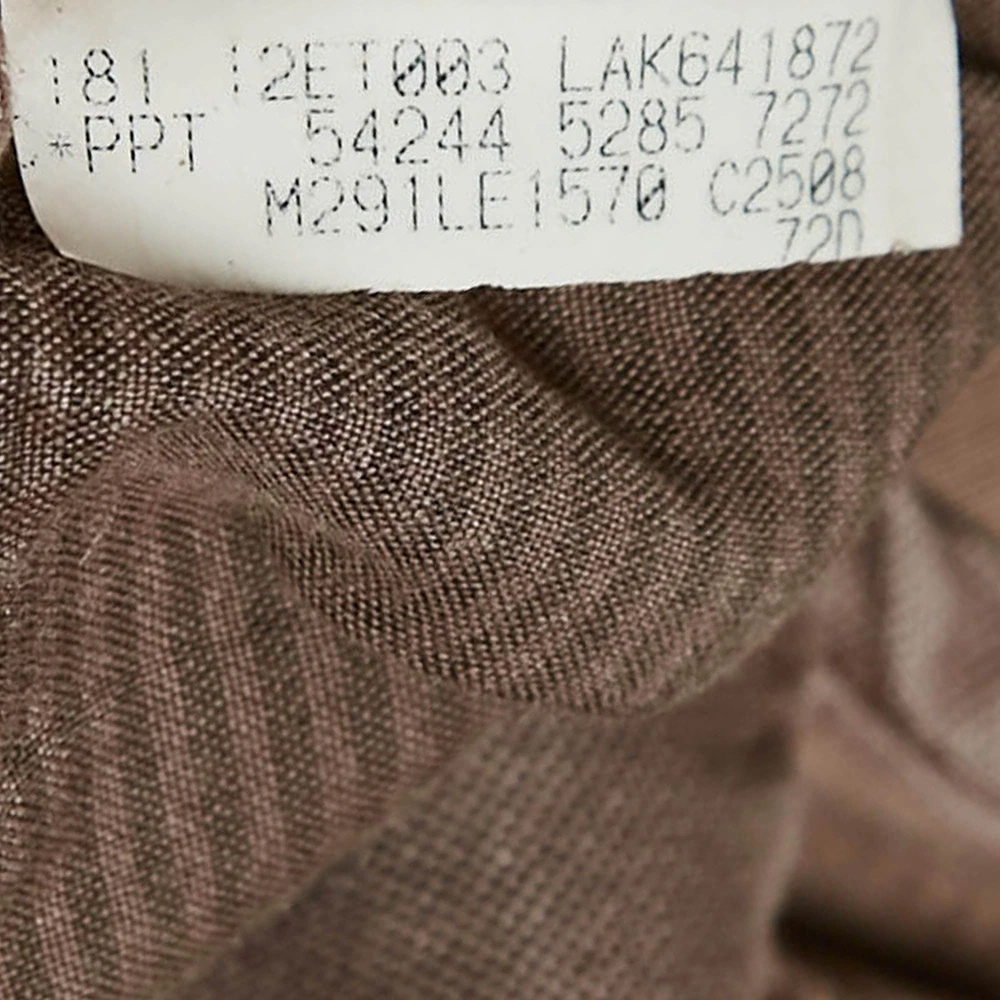 181 12ET003 LAK641872
*PPT 54244 5285 7272
M291LE1570 C2508
72D